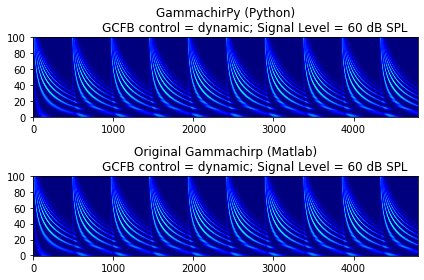 GammachirPy (Python)
GCFB control = dynamic; Signal Level = 60 dB SPL
100
80
60
40
20
0
0 1000 2000 3000 4000
Original Gammachirp (Matlab)
GCFB control = dynamic; Signal Level = 60 dB SPL
100
80
60
40
20
0
0 1000 2000 3000 4000